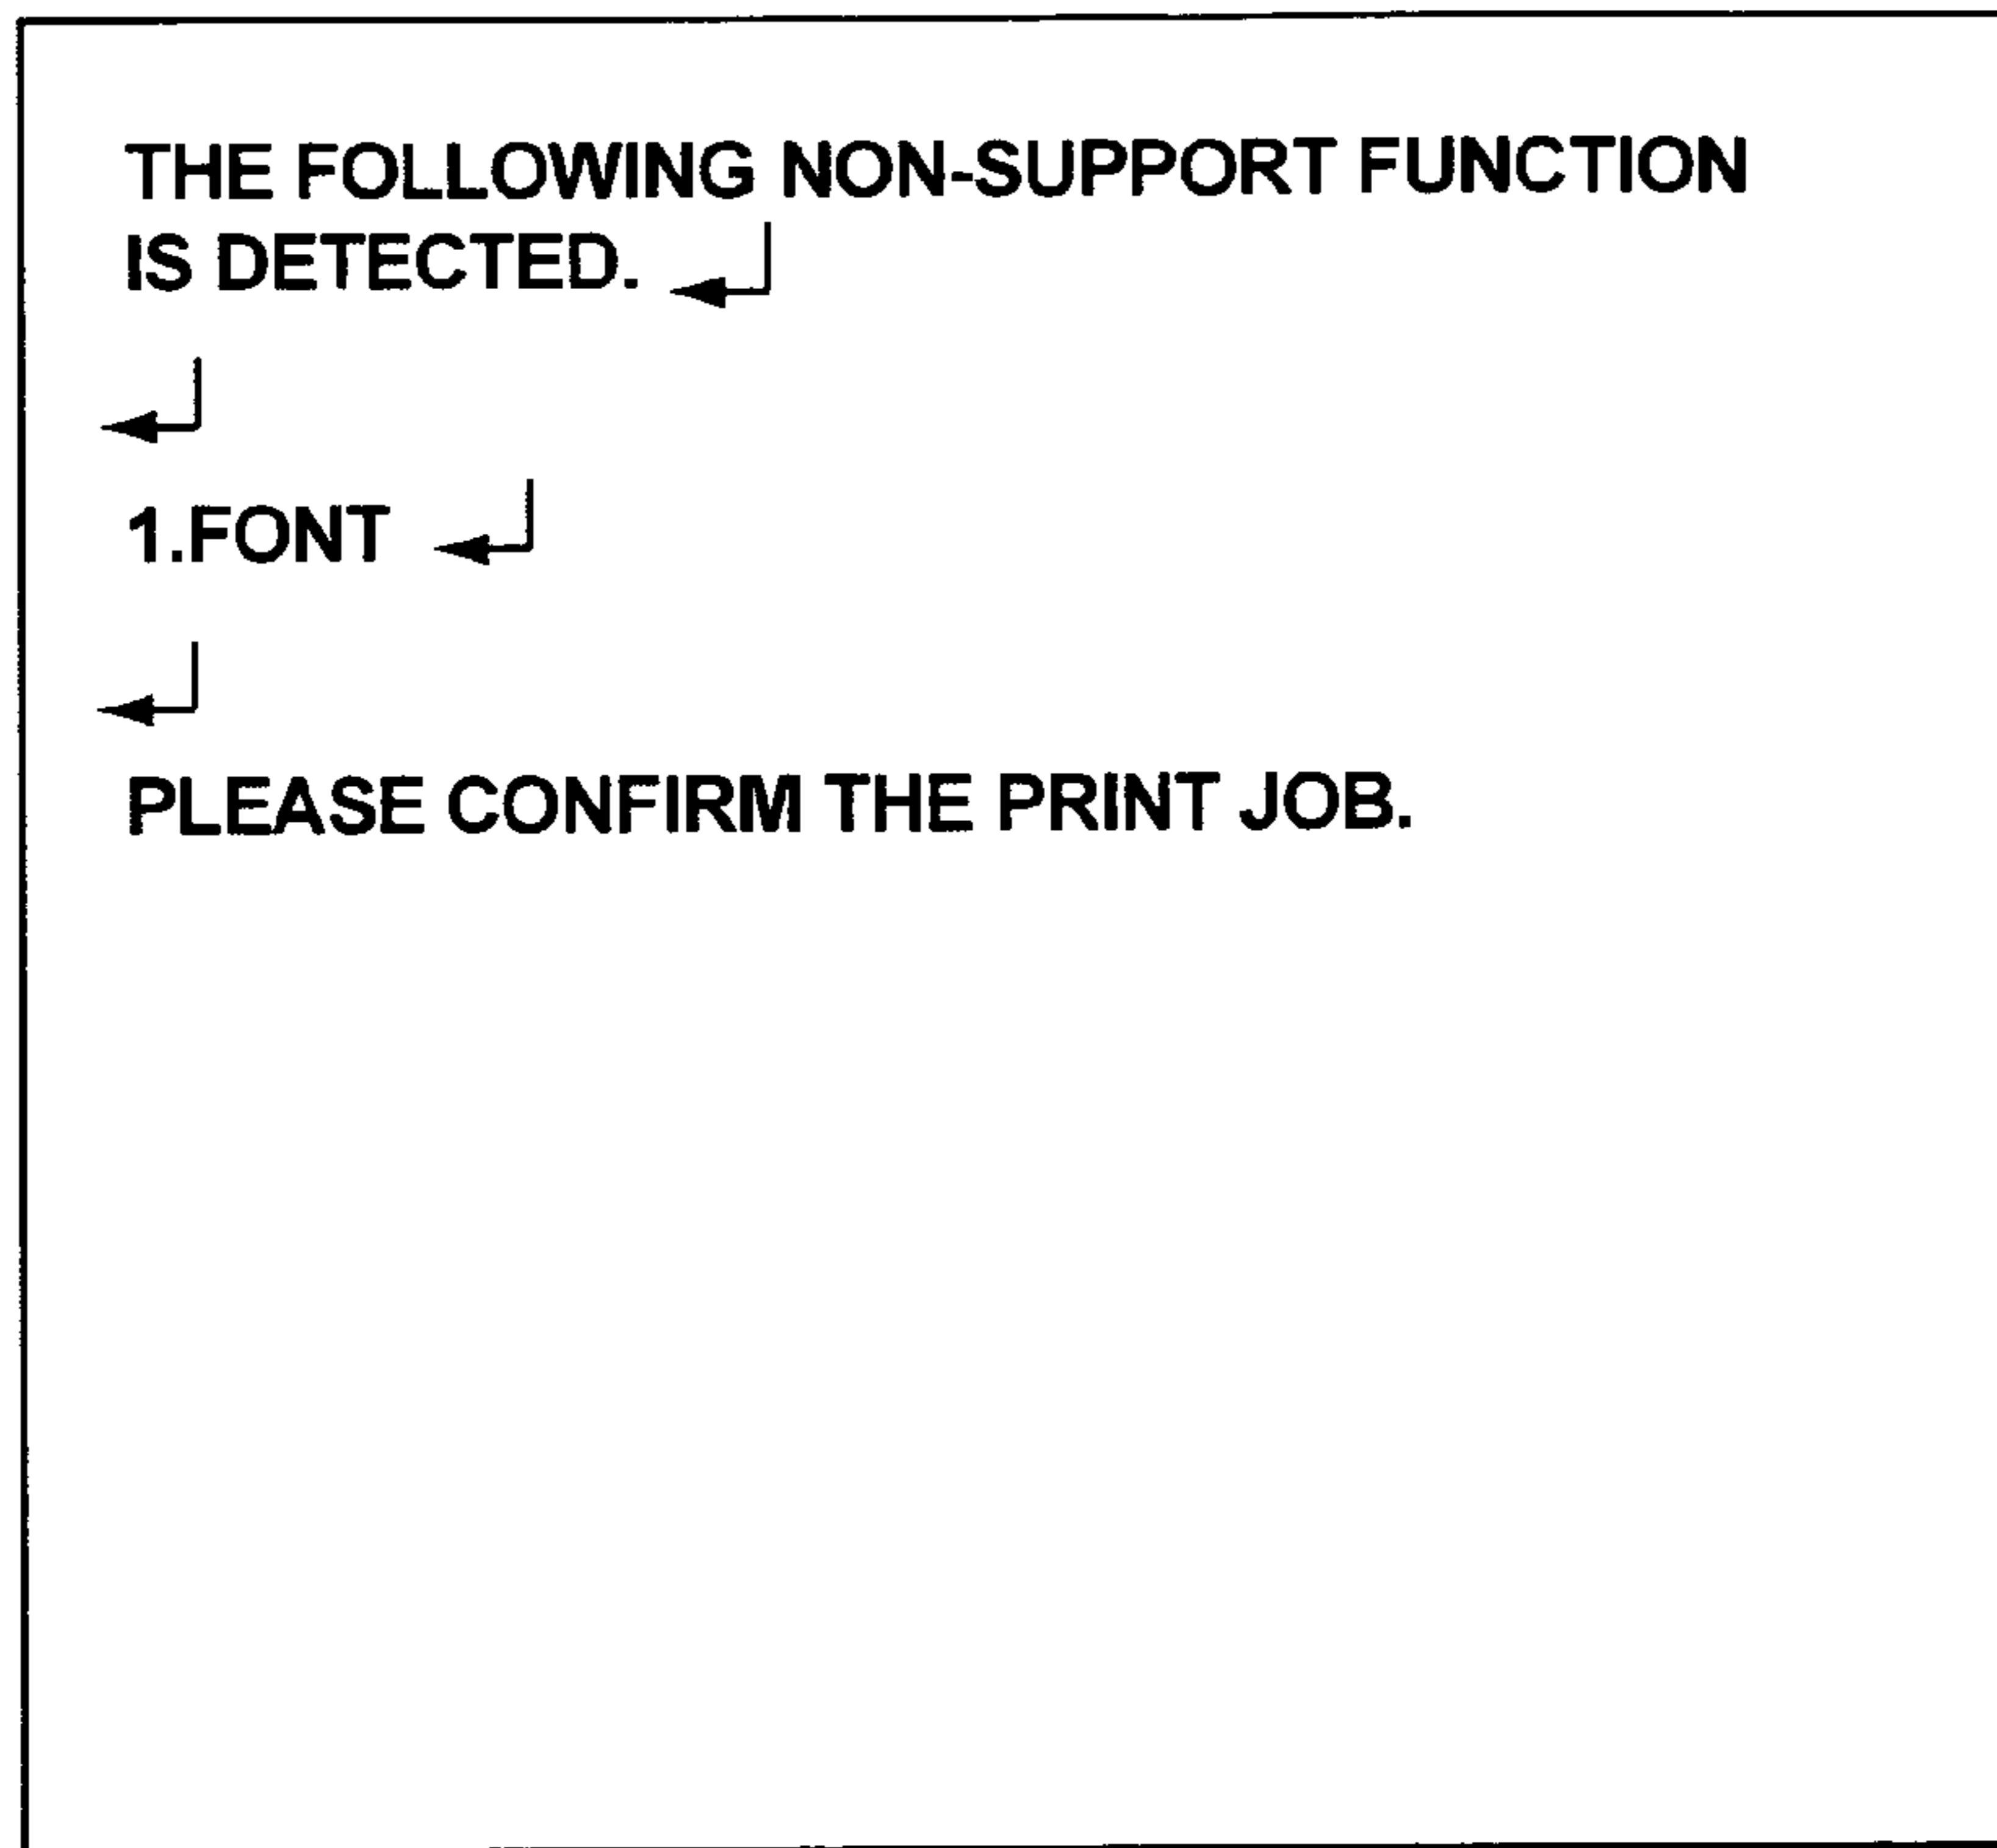 THE FOLLOWING NON-SUPPORT FUNCTION
IS DETECTED. ↵
↵
1.FONT ↵
↵
PLEASE CONFIRM THE PRINT JOB.